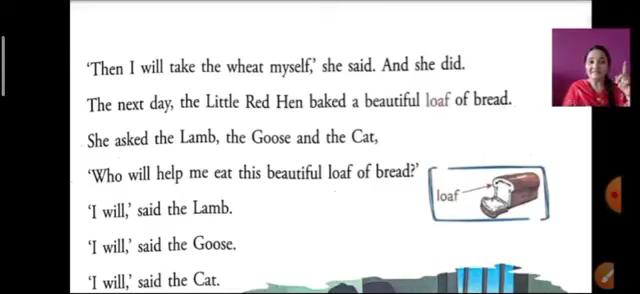 ‘Then I will take the wheat myself,’ she said. And she did.
The next day, the Little Red Hen baked a beautiful loaf of bread.
She asked the Lamb, the Goose and the Cat,
‘Who will help me eat this beautiful loaf of bread?’
‘I will,’ said the Lamb.
‘I will,’ said the Goose.
‘I will,’ said the Cat.
loaf